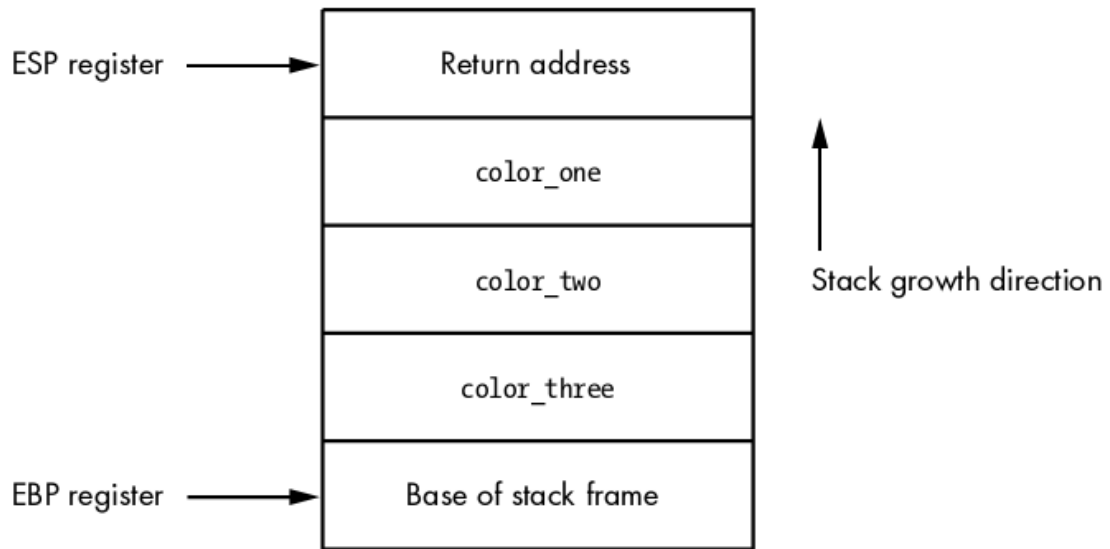 ESP register
Return address
color_one
color_two
Stack growth direction
color_three
EBP register
Base of stack frame